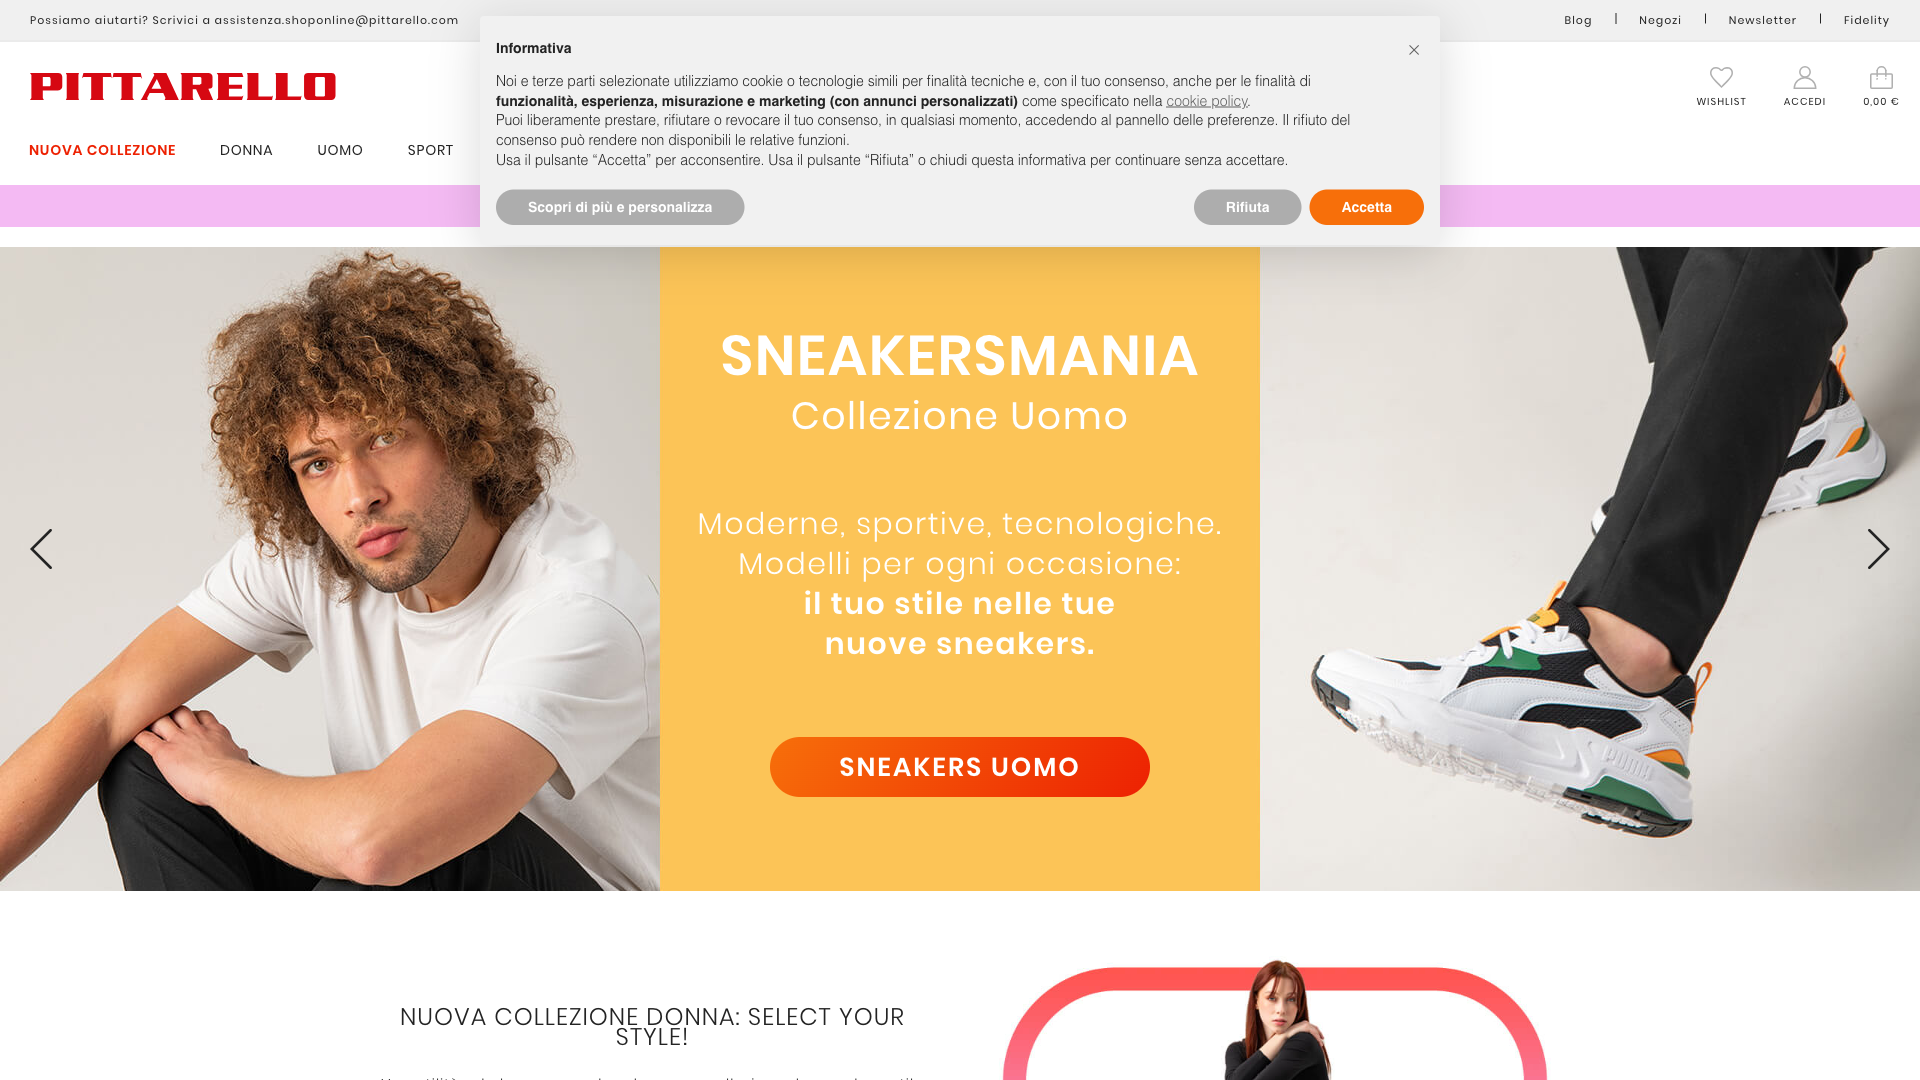 Possiamo aiutarti? Scrivici a assistenza.shoponline@pittarello.com
Blog
Negozi
Newsletter
Fidelity
PITTARELLO
WISHLIST
ACCEDI
0,00 €
NUOVA COLLEZIONE
DONNA
UOMO
SPORT
Informativa
×
Noi e terze parti selezionate utilizziamo cookie o tecnologie simili per finalità tecniche e, con il tuo consenso, anche per le finalità di
funzionalità, esperienza, misurazione e marketing (con annunci personalizzati) come specificato nella cookie policy.
Puoi liberamente prestare, rifiutare o revocare il tuo consenso, in qualsiasi momento, accedendo al pannello delle preferenze. Il rifiuto del
consenso può rendere non disponibili le relative funzioni.
Usa il pulsante “Accetta” per acconsentire. Usa il pulsante “Rifiuta” o chiudi questa informativa per continuare senza accettare.
Scopri di più e personalizza
Rifiuta
Accetta
SNEAKERSMANIA
Collezione Uomo
Moderne, sportive, tecnologiche.
Modelli per ogni occasione:
il tuo stile nelle tue
nuove sneakers.
SNEAKERS UOMO
PUMA
NUOVA COLLEZIONE DONNA: SELECT YOUR
STYLE!